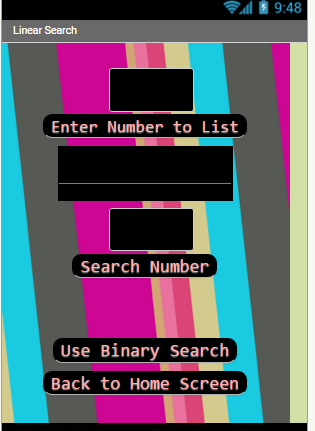 9:48
Linear Search
Enter Number to List
Search Number
Use Binary Search
Back to Home Screen